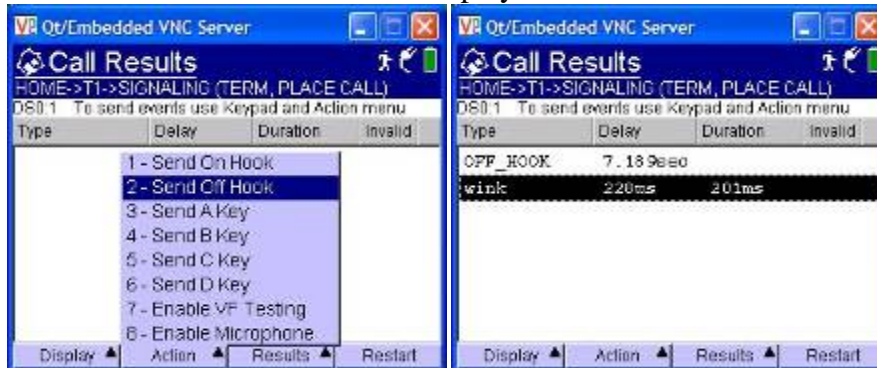 Qt/Embedded VNC Server
Call Results
HOME->T1->SIGNALING (TERM, PLACE CALL)
DS0:1 To send events use Keypad and Action menu
Type Delay Duration Invalid
1 - Send On Hook
2 - Send Off Hook
3 - Send A Key
4 - Send B Key
5 - Send C Key
6 - Send D Key
7 - Enable VF Testing
8 - Enable Microphone
Display Action Results Restart
Qt/Embedded VNC Server
Call Results
HOME->T1->SIGNALING (TERM, PLACE CALL)
DS0:1 To send events use Keypad and Action menu
Type Delay Duration Invalid
OFF_HOOK 7.189sec
wink 220ms 201ms
Display Action Results Restart